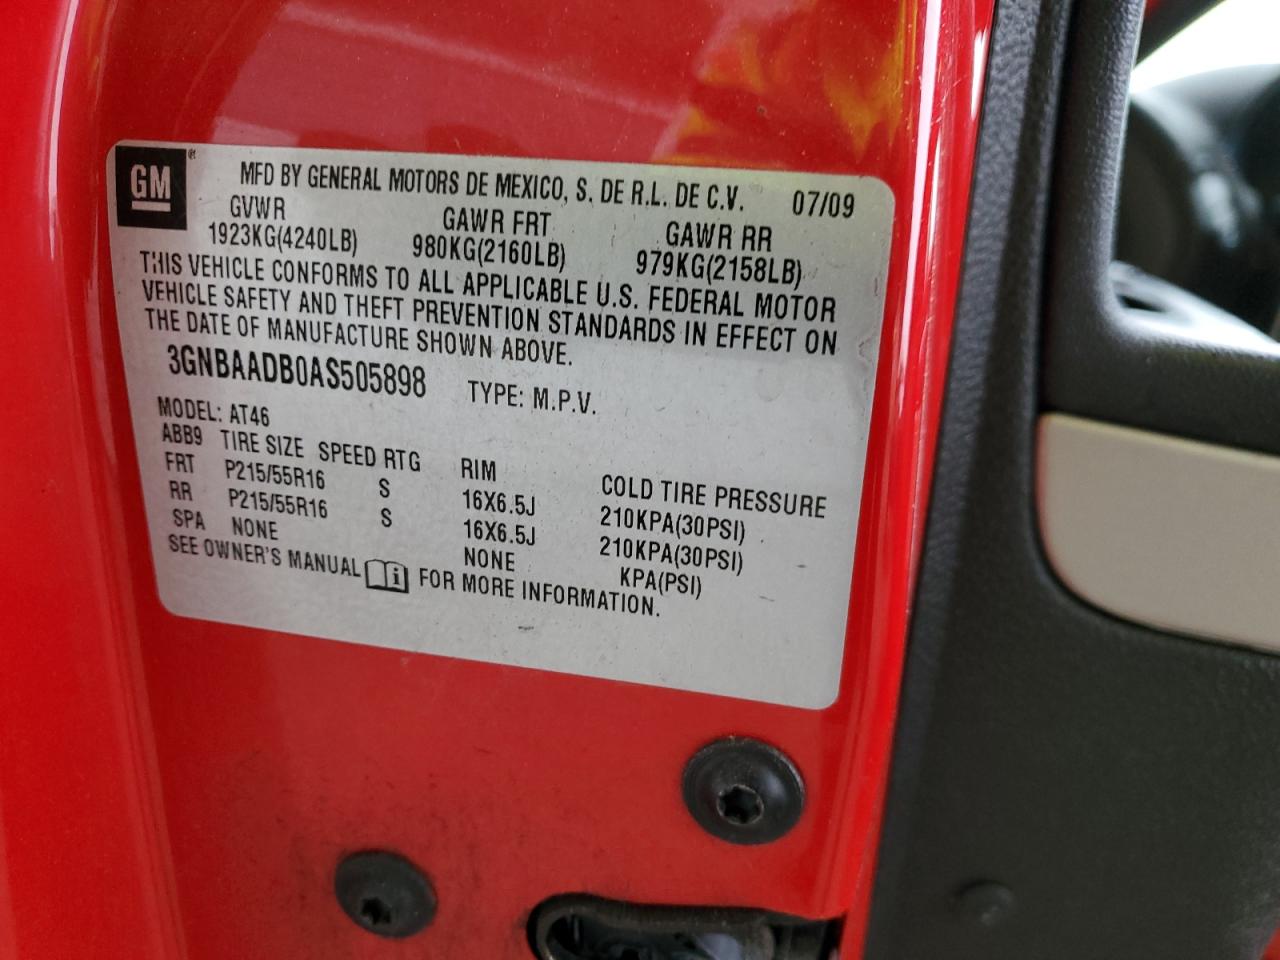 GM ® MFD BY GENERAL MOTORS DE MEXICO, S. DE R.L. DE C.V. 07/09
GVWR GAWR FRT GAWR RR
1923KG(4240LB) 980KG(2160LB) 979KG(2158LB)
THIS VEHICLE CONFORMS TO ALL APPLICABLE U.S. FEDERAL MOTOR
VEHICLE SAFETY AND THEFT PREVENTION STANDARDS IN EFFECT ON
THE DATE OF MANUFACTURE SHOWN ABOVE.
3GNBAADB0AS505898 TYPE: M.P.V.
MODEL: AT46
ABB9 TIRE SIZE SPEED RTG RIM COLD TIRE PRESSURE
FRT P215/55R16 S 16X6.5J 210KPA(30PSI)
RR P215/55R16 S 16X6.5J 210KPA(30PSI)
SPA NONE NONE KPA(PSI)
SEE OWNER'S MANUAL i FOR MORE INFORMATION.